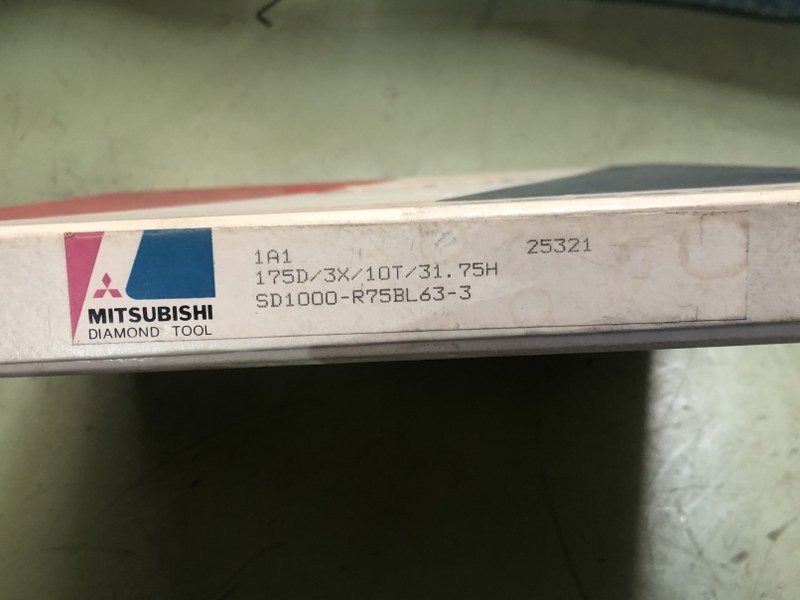 MITSUBISHI
DIAMOND TOOL
1A1 25321
175D/3X/10T/31.75H
SD1000-R75BL63-3